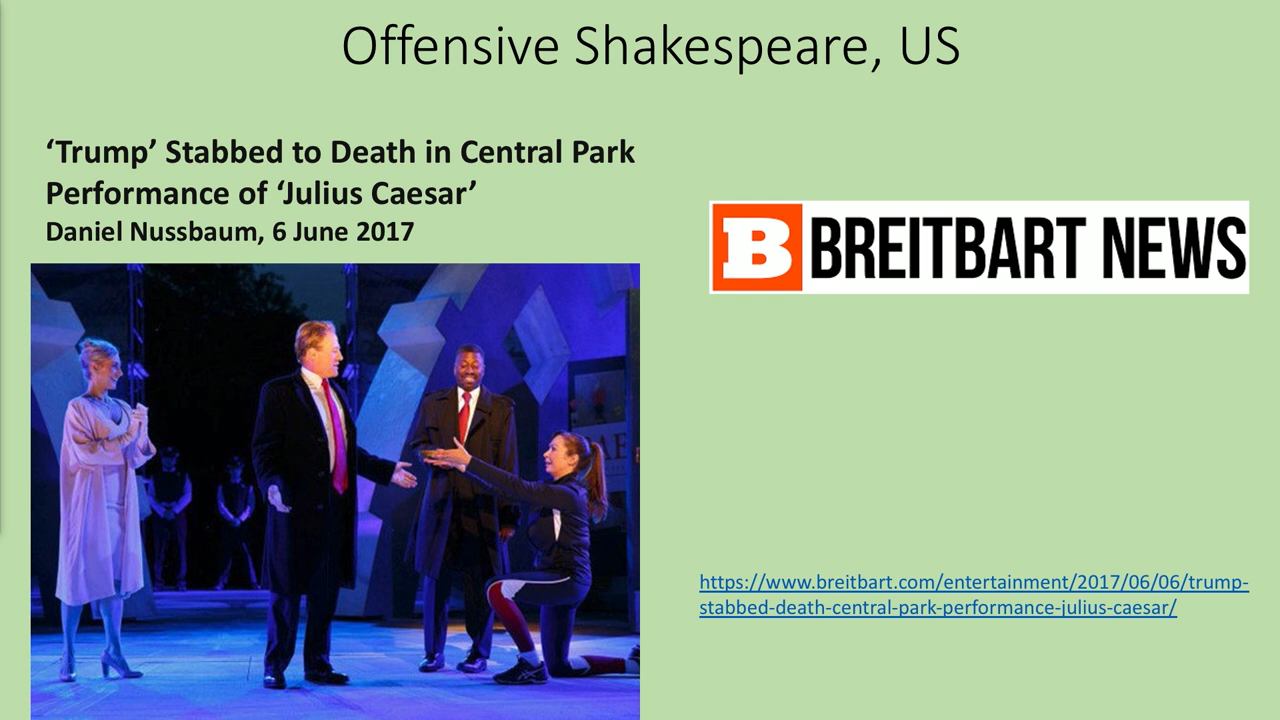 Offensive Shakespeare, US
‘Trump’ Stabbed to Death in Central Park
Performance of ‘Julius Caesar’
Daniel Nussbaum, 6 June 2017
B BREITBART NEWS
https://www.breitbart.com/entertainment/2017/06/06/trump-
stabbed-death-central-park-performance-julius-caesar/